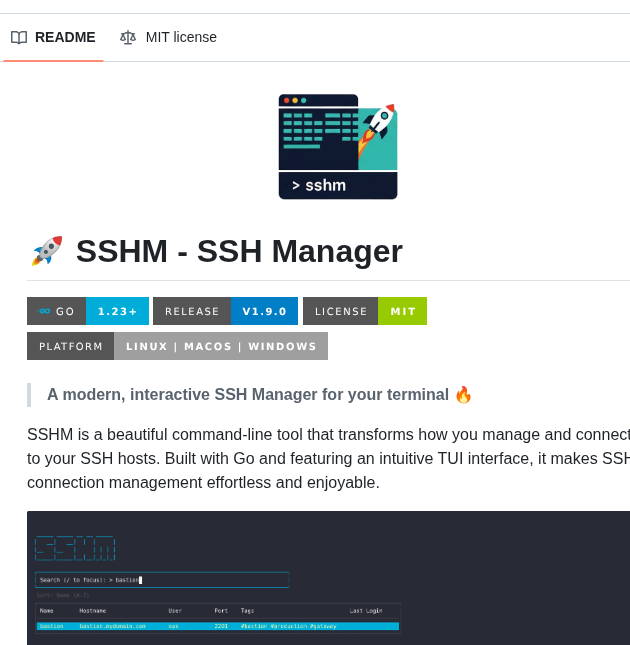 README MIT license
> sshm
🚀 SSHM - SSH Manager
GO 1.23+ RELEASE V1.9.0 LICENSE MIT
PLATFORM LINUX | MACOS | WINDOWS
A modern, interactive SSH Manager for your terminal 🔥
SSHM is a beautiful command-line tool that transforms how you manage and connect
to your SSH hosts. Built with Go and featuring an intuitive TUI interface, it makes SSH
connection management effortless and enjoyable.
SSHM
Search (/ to focus): > bastion
Sort: Name (A-Z)
Name Hostname User Port Tags Last Login
bastion bastion.mydomain.com ops 2201 #bastion #production #gateway